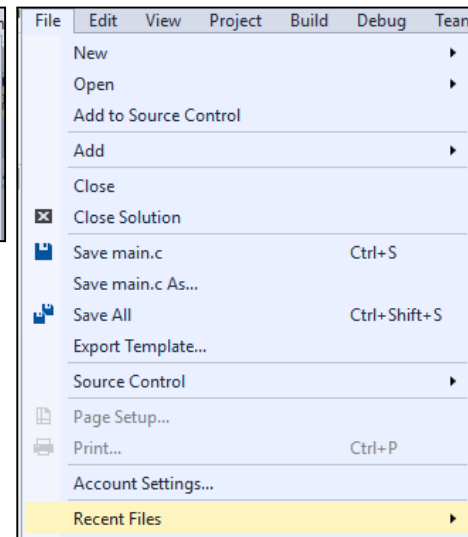 File Edit View Project Build Debug Team
New
Open
Add to Source Control
Add
Close
Close Solution
Save main.c Ctrl+S
Save main.c As...
Save All Ctrl+Shift+S
Export Template...
Source Control
Page Setup...
Print... Ctrl+P
Account Settings...
Recent Files